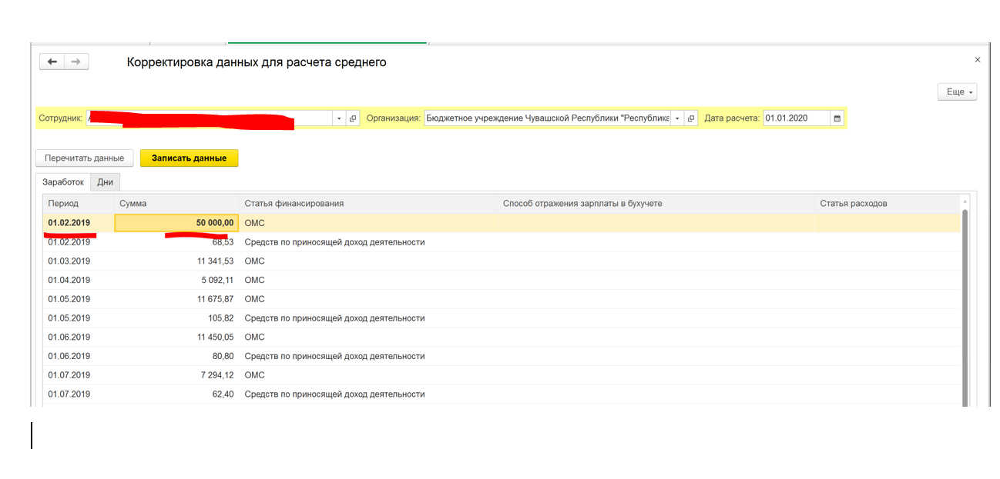 Корректировка данных для расчета среднего
Еще
Сотрудник: Организация: Бюджетное учреждение Чувашской Республики "Республика Дата расчета: 01.01.2020
Перечитать данные Записать данные
Заработок Дни
Период Сумма Статья финансирования Способ отражения зарплаты в бухучете Статья расходов
01.02.2019 50 000,00 ОМС
01.02.2019 68,53 Средств по приносящей доход деятельности
01.03.2019 11 341,53 ОМС
01.04.2019 5 092,11 ОМС
01.05.2019 11 675,87 ОМС
01.05.2019 105,82 Средств по приносящей доход деятельности
01.06.2019 11 450,05 ОМС
01.06.2019 80,80 Средств по приносящей доход деятельности
01.07.2019 7 294,12 ОМС
01.07.2019 62,40 Средств по приносящей доход деятельности